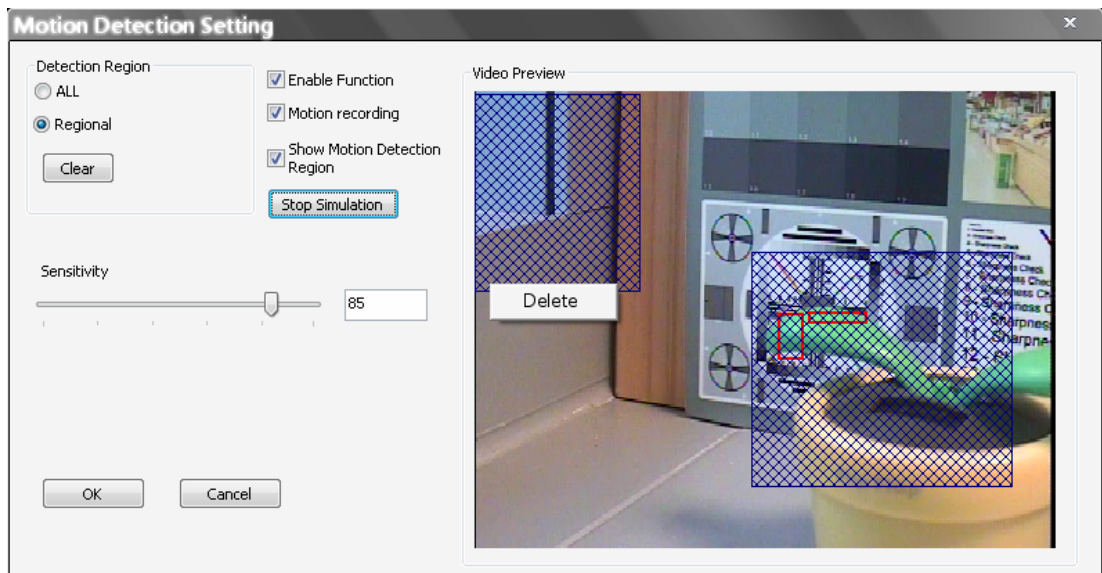 Motion Detection Setting
Detection Region
ALL
Regional
Clear
Enable Function
Motion recording
Show Motion Detection
Region
Stop Simulation
Sensitivity
85
OK
Cancel
Video Preview
Delete